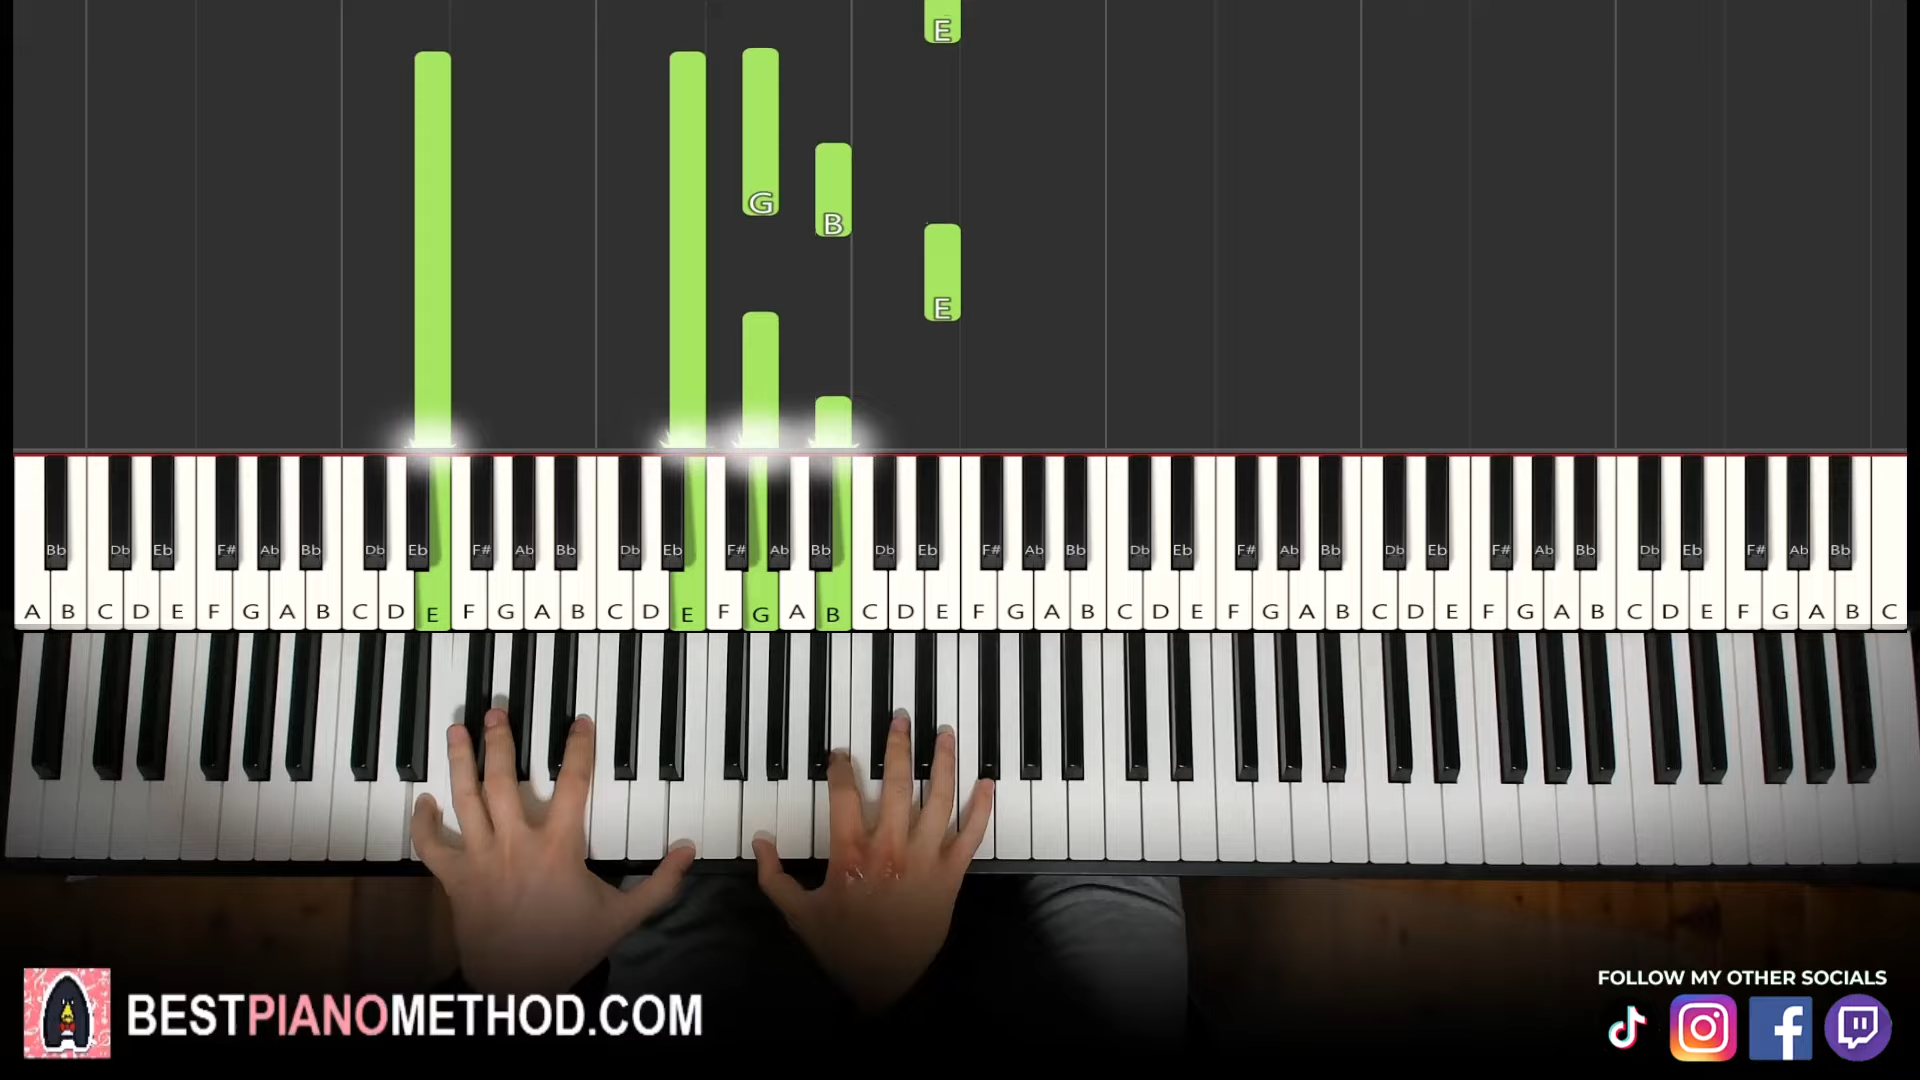 E
G
B
E
Bb Db Eb F# Ab Bb Db Eb F# Ab Bb Db Eb F# Ab Bb Db Eb F# Ab Bb Db Eb F# Ab Bb Db Eb F# Ab Bb Db Eb F# Ab Bb
A B C D E F G A B C D E F G A B C D E F G A B C D E F G A B C D E F G A B C D E F G A B C D E F G A B C
FOLLOW MY OTHER SOCIALS
BESTPIANOMETHOD.COM